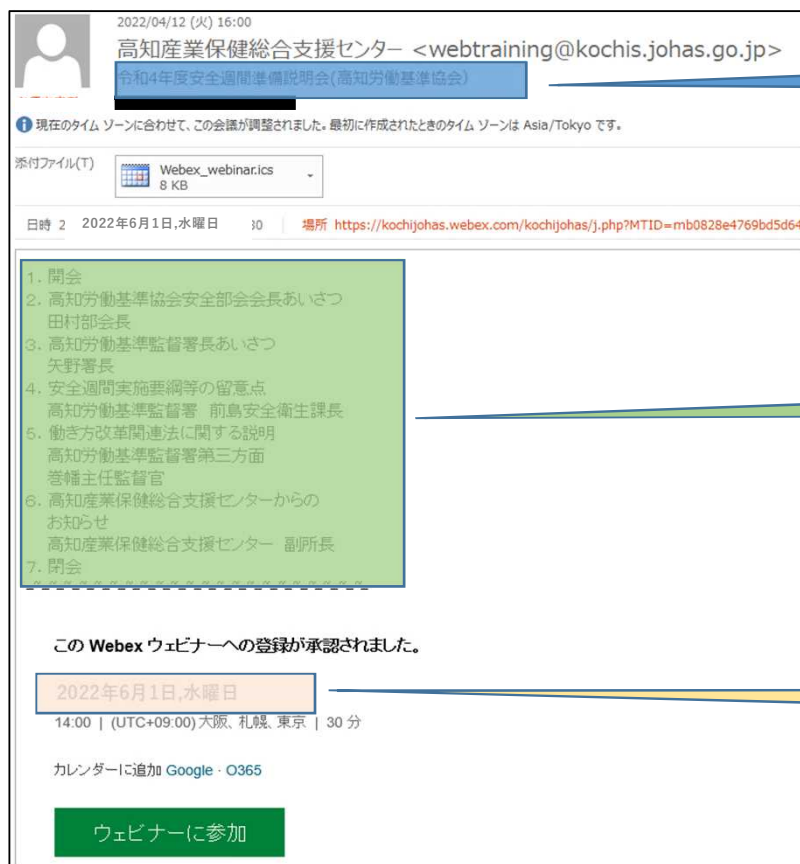 2022/04/12 (火) 16:00
高知産業保健総合支援センター <webtraining@kochis.johas.go.jp>
令和4年度安全週間準備説明会(高知労働基準協会)
現在のタイム ゾーンに合わせて、この会議が調整されました。最初に作成されたときのタイム ゾーンは Asia/Tokyo です。
添付ファイル(T)
Webex_webinar.ics
8 KB
日時 2 2022年6月1日,水曜日 30 場所 https://kochijohas.webex.com/kochijohas/j.php?MTID=mb0828e4769bd5d64
1. 開会
2. 高知労働基準協会安全部会会長あいさつ
田村部会長
3. 高知労働基準監督署長あいさつ
矢野署長
4. 安全週間実施要綱等の留意点
高知労働基準監督署 前島安全衛生課長
5. 働き方改革関連法に関する説明
高知労働基準監督署第三方面
巻幡主任監督官
6. 高知産業保健総合支援センターからの
お知らせ
高知産業保健総合支援センター 副所長
7. 閉会
この Webex ウェビナーへの登録が承認されました。
2022年6月1日,水曜日
14:00 | (UTC+09:00) 大阪、札幌、東京 | 30 分
カレンダーに追加 Google · O365
ウェビナーに参加